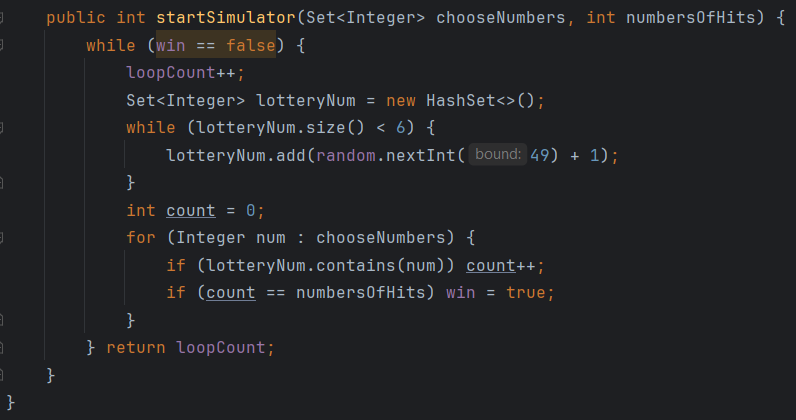 public int startSimulator(Set<Integer> chooseNumbers, int numbersOfHits) {
while (win == false) {
loopCount++;
Set<Integer> lotteryNum = new HashSet<>();
while (lotteryNum.size() < 6) {
lotteryNum.add(random.nextInt( bound: 49) + 1);
}
int count = 0;
for (Integer num : chooseNumbers) {
if (lotteryNum.contains(num)) count++;
if (count == numbersOfHits) win = true;
}
} return loopCount;
}
}